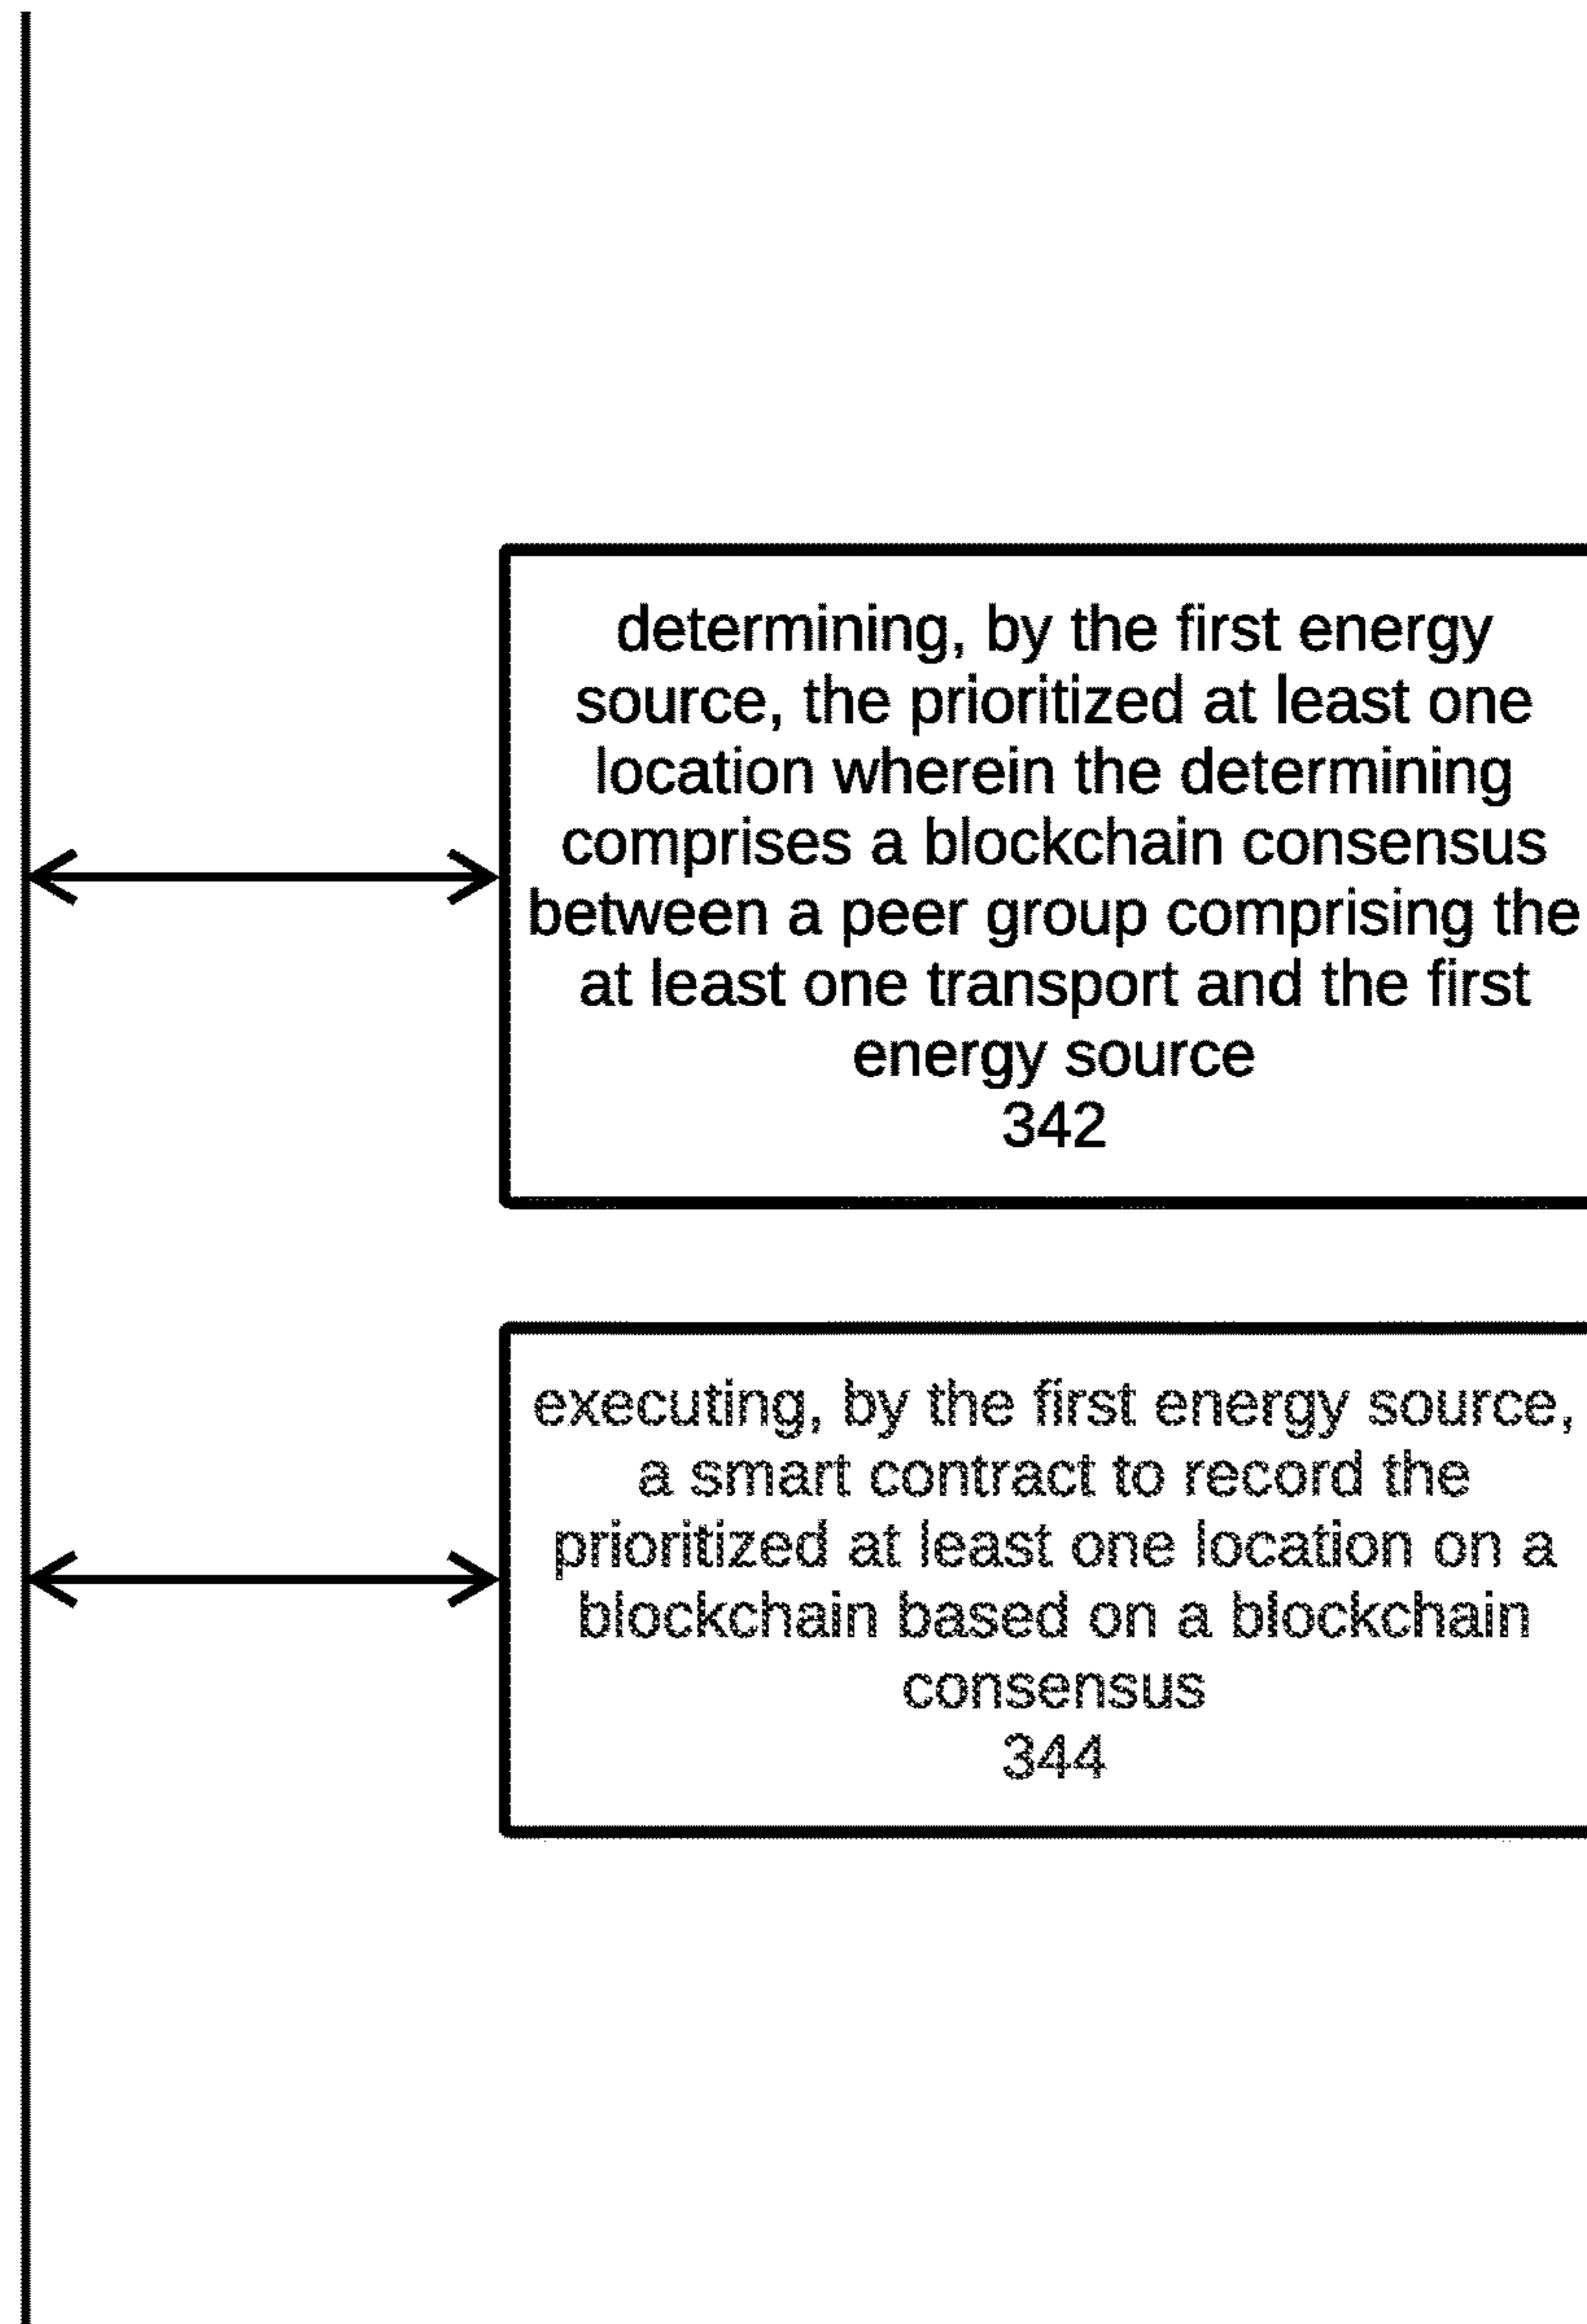 determining, by the first energy
source, the prioritized at least one
location wherein the determining
comprises a blockchain consensus
between a peer group comprising the
at least one transport and the first
energy source
342
executing, by the first energy source,
a smart contract to record the
prioritized at least one location on a
blockchain based on a blockchain
consensus
344